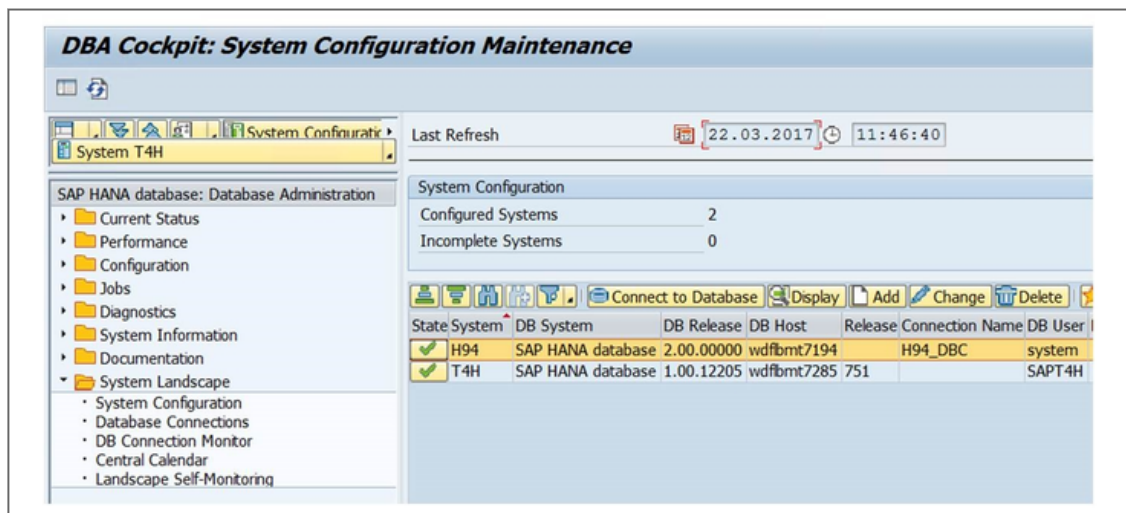 DBA Cockpit: System Configuration Maintenance
System Configuratic
System T4H
SAP HANA database: Database Administration
Current Status
Performance
Configuration
Jobs
Diagnostics
System Information
Documentation
System Landscape
System Configuration
Database Connections
DB Connection Monitor
Central Calendar
Landscape Self-Monitoring
Last Refresh 22.03.2017 11:46:40
System Configuration
Configured Systems 2
Incomplete Systems 0
Connect to Database Display Add Change Delete
State System DB System DB Release DB Host Release Connection Name DB User
H94 SAP HANA database 2.00.00000 wdflbmt7194 H94_DBC system
T4H SAP HANA database 1.00.12205 wdflbmt7285 751 SAPT4H